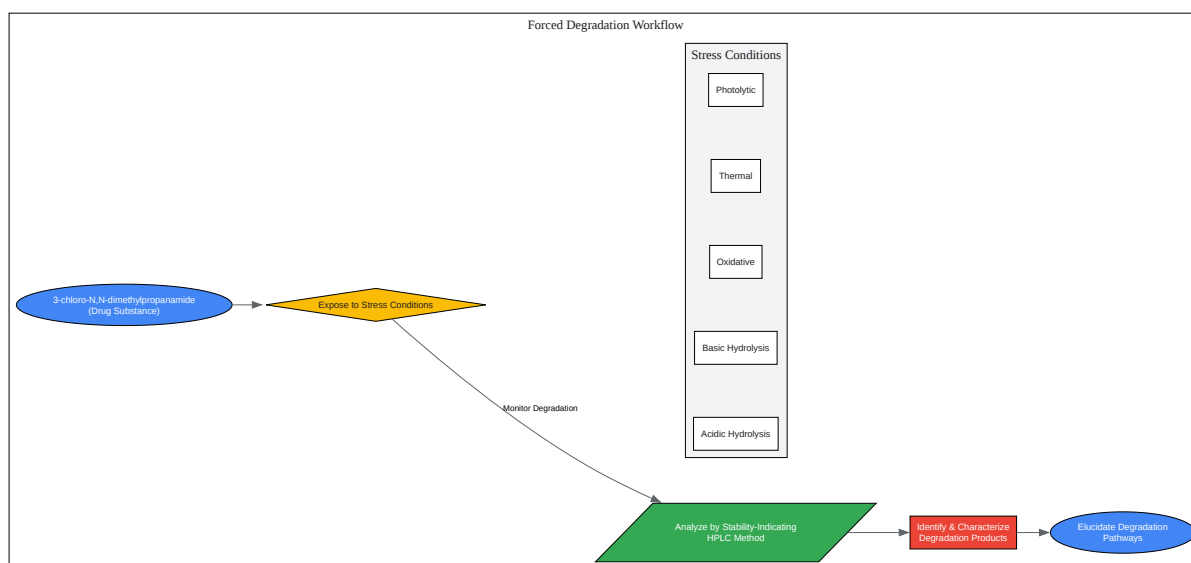 Forced Degradation Workflow
Stress Conditions
Photolytic
Thermal
Oxidative
Basic Hydrolysis
Acidic Hydrolysis
3-chloro-N,N-dimethylpropanamide
(Drug Substance)
Expose to Stress Conditions
Monitor Degradation
Analyze by Stability-Indicating
HPLC Method
Identify & Characterize
Degradation Products
Elucidate Degradation
Pathways